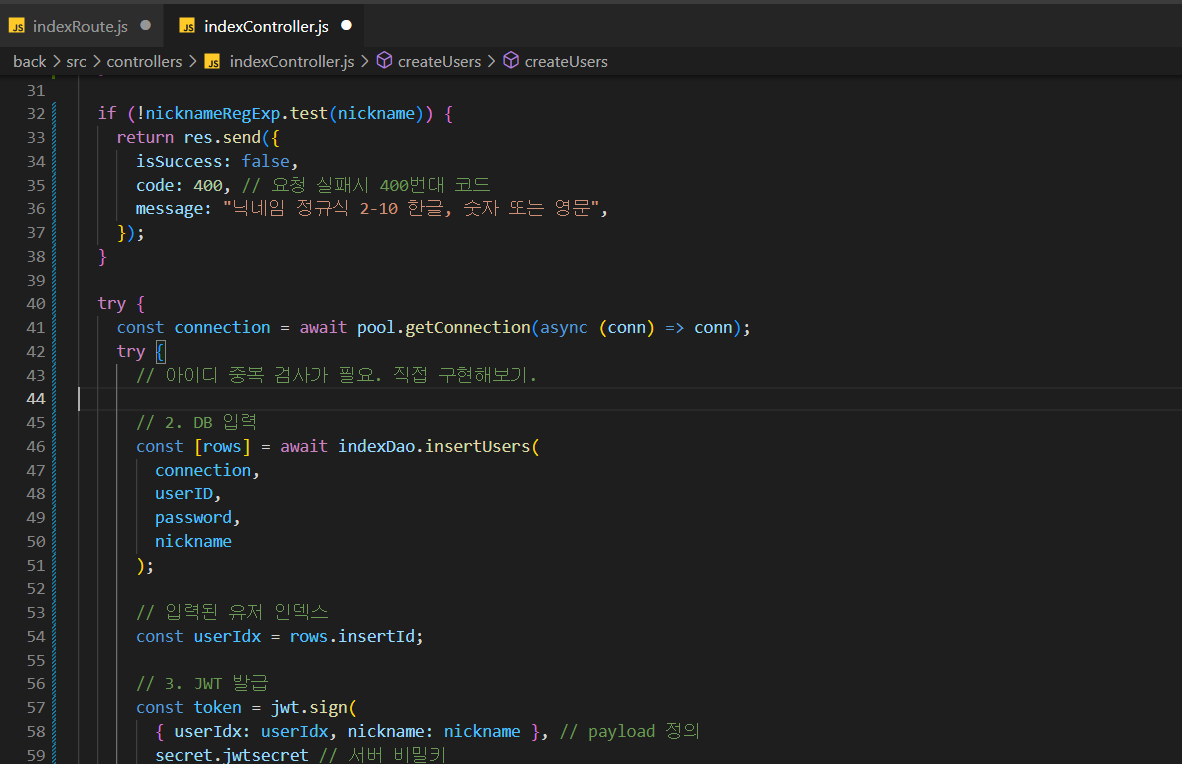 JS indexRoute.js ● JS indexController.js ●
back > src > controllers > JS indexController.js > createUsers > createUsers
31
32 if (!nicknameRegExp.test(nickname)) {
33 return res.send({
34 isSuccess: false,
35 code: 400, // 요청 실패시 400번대 코드
36 message: "닉네임 정규식 2-10 한글, 숫자 또는 영문",
37 });
38 }
39
40 try {
41 const connection = await pool.getConnection(async (conn) => conn);
42 try {
43 // 아이디 중복 검사가 필요. 직접 구현해보기.
44
45 // 2. DB 입력
46 const [rows] = await indexDao.insertUsers(
47 connection,
48 userID,
49 password,
50 nickname
51 );
52
53 // 입력된 유저 인덱스
54 const userIdx = rows.insertId;
55
56 // 3. JWT 발급
57 const token = jwt.sign(
58 { userIdx: userIdx, nickname: nickname }, // payload 정의
59 secret.jwtsecret // 서버 비밀키